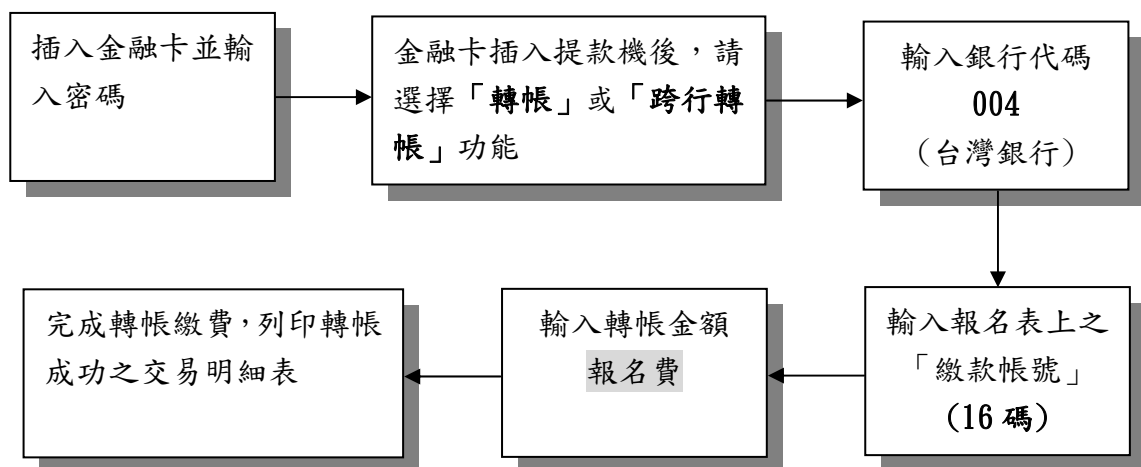 插入金融卡並輸
入密碼
金融卡插入提款機後，請
選擇「轉帳」或「跨行轉
帳」功能
輸入銀行代碼
004
（台灣銀行）
輸入報名表上之
「繳款帳號」
(16 碼)
輸入轉帳金額
報名費
完成轉帳繳費，列印轉帳
成功之交易明細表